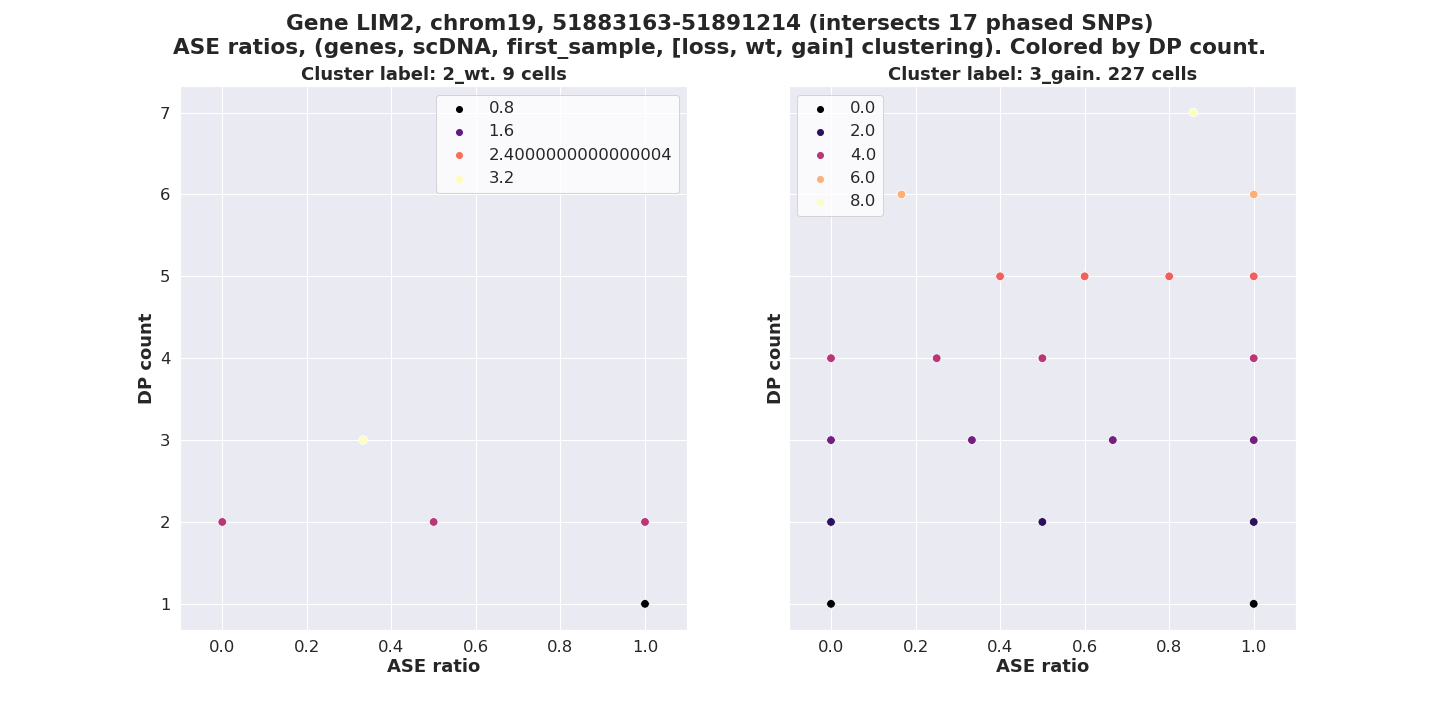 Gene LIM2, chrom19, 51883163-51891214 (intersects 17 phased SNPs)
ASE ratios, (genes, scDNA, first_sample, [loss, wt, gain] clustering). Colored by DP count.
Cluster label: 2_wt. 9 cells
0.8
1.6
2.4000000000000004
3.2
7
6
5
4
3
2
1
DP count
0.0 0.2 0.4 0.6 0.8 1.0
ASE ratio
Cluster label: 3_gain. 227 cells
0.0
2.0
4.0
6.0
8.0
DP count
0.0 0.2 0.4 0.6 0.8 1.0
ASE ratio